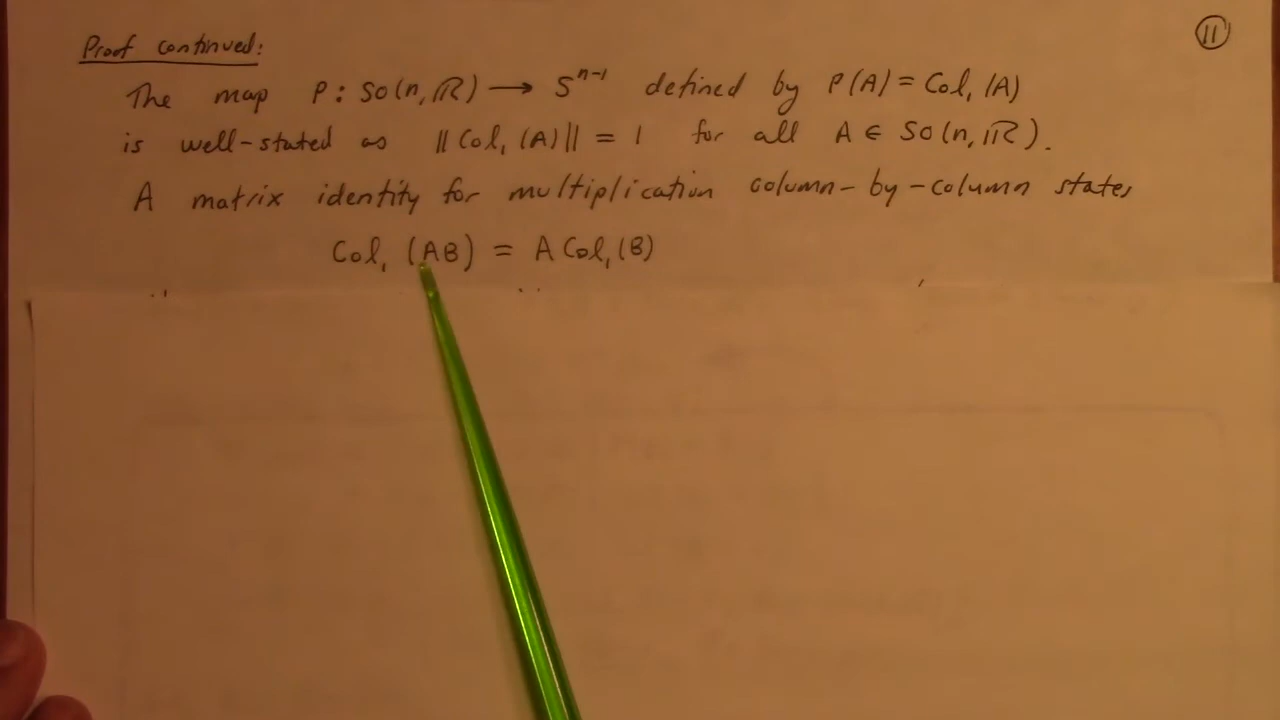 11
Proof continued:
The map P: SO(n, ℝ) → Sⁿ⁻¹ defined by P(A) = Col₁(A)
is well-stated as ||Col₁(A)|| = 1 for all A ∈ SO(n, ℝ).
A matrix identity for multiplication column-by-column states
Col₁(AB) = A Col₁(B)